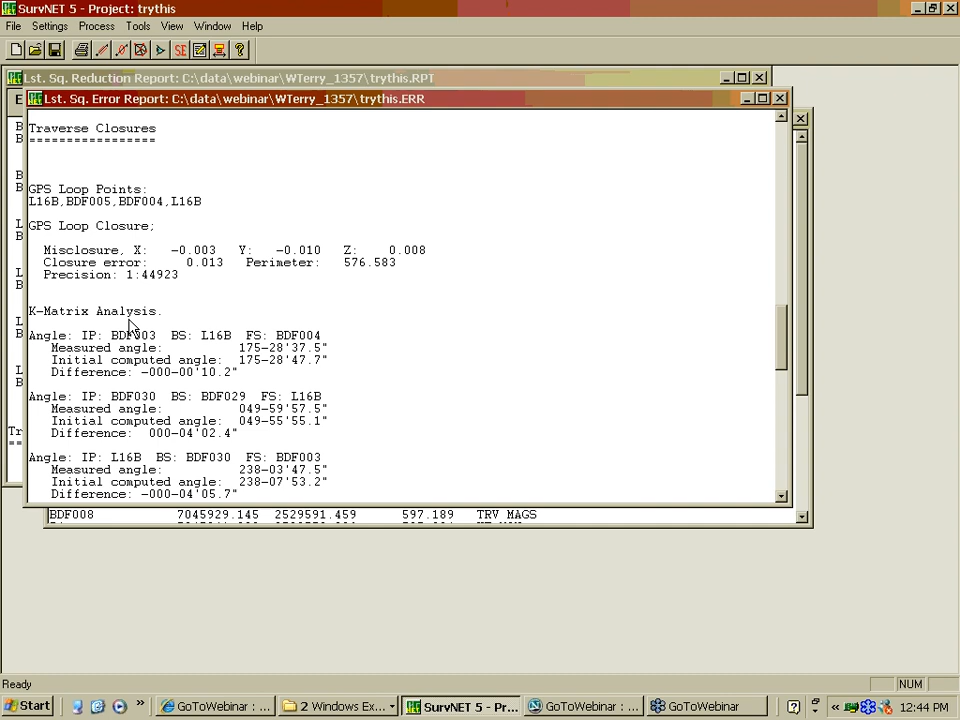 SurvNET 5 - Project: trythis
File Settings Process Tools View Window Help
Lst. Sq. Reduction Report: C:\data\webinar\WTerry_1357\trythis.RPT
Lst. Sq. Error Report: C:\data\webinar\WTerry_1357\trythis.ERR
Traverse Closures
=================
GPS Loop Points:
L16B,BDF005,BDF004,L16B
GPS Loop Closure;
Misclosure, X: -0.003 Y: -0.010 Z: 0.008
Closure error: 0.013 Perimeter: 576.583
Precision: 1:44923
K-Matrix Analysis.
Angle: IP: BDF003 BS: L16B FS: BDF004
Measured angle: 175-28'37.5"
Initial computed angle: 175-28'47.7"
Difference: -000-00'10.2"
Angle: IP: BDF030 BS: BDF029 FS: L16B
Measured angle: 049-59'57.5"
Initial computed angle: 049-55'55.1"
Difference: 000-04'02.4"
Angle: IP: L16B BS: BDF030 FS: BDF003
Measured angle: 238-03'47.5"
Initial computed angle: 238-07'53.2"
Difference: -000-04'05.7"
BDF008 7045929.145 2529591.459 597.189 TRV MAGS
Ready NUM
Start GoToWebinar : ... 2 Windows Ex... SurvNET 5 - Pr... GoToWebinar : ... GoToWebinar 12:44 PM